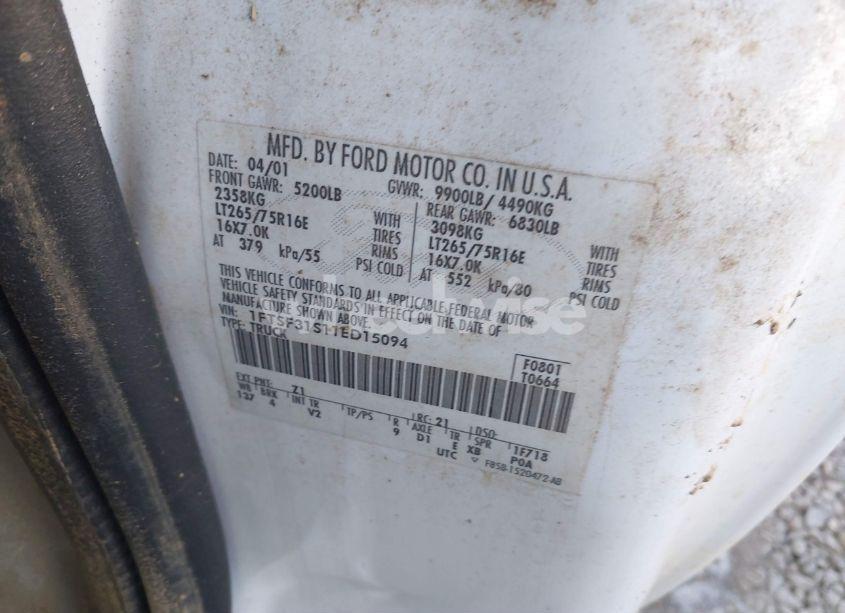 MFD. BY FORD MOTOR CO. IN U.S.A.
DATE: 04/01 GVWR: 9900LB/ 4490KG
FRONT GAWR: 5200LB REAR GAWR: 6830LB
2358KG 3098KG
LT265/75R16E WITH TIRES LT265/75R16E WITH TIRES
16X7.0K RIMS 16X7.0K RIMS
AT 379 kPa/55 PSI COLD AT 552 kPa/80 PSI COLD
THIS VEHICLE CONFORMS TO ALL APPLICABLE FEDERAL MOTOR
VEHICLE SAFETY STANDARDS IN EFFECT ON THE DATE OF
MANUFACTURE SHOWN ABOVE.
VIN: 1FTSF31S11ED15094
TYPE: TRUCK
F0801
T0664
EXT PNT: Z1 RC: 21 DSO:
WB BRK INT TR TP/PS R AXLE TR SPR 1F718
137 4 V2 9 D1 E XB P0A
UTC F85B-1520472-AB